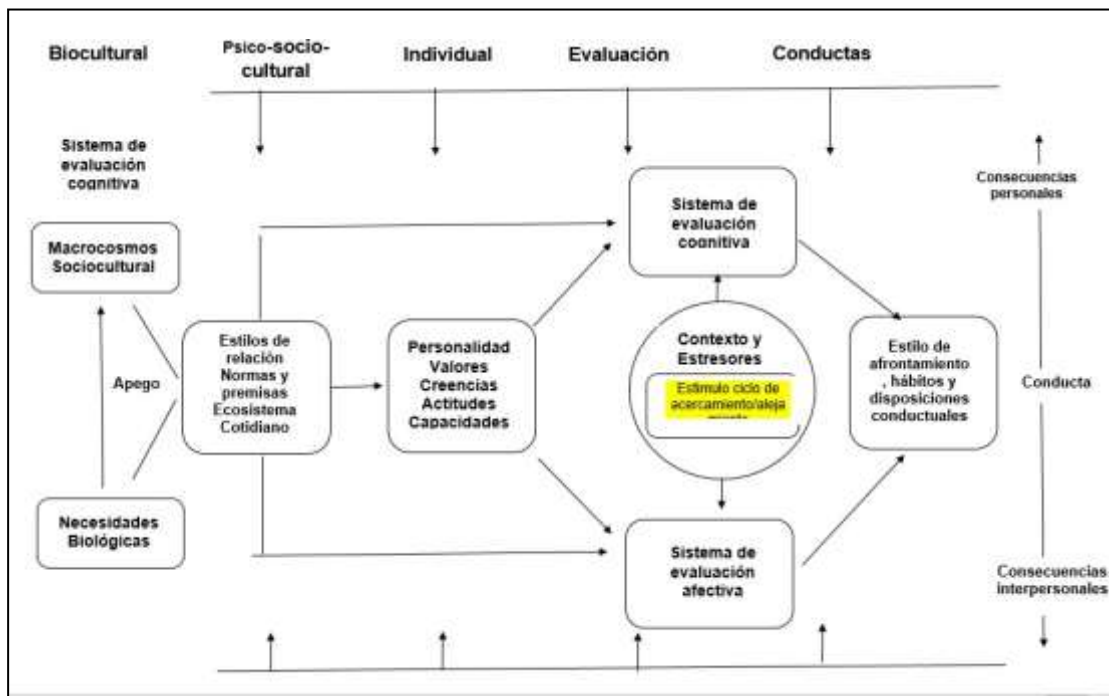 Biocultural
Psico-socio-
cultural
Individual
Evaluación
Conductas
Sistema de
evaluación
cognitiva
Macrocosmos
Sociocultural
Apego
Necesidades
Biológicas
Estilos de
relación
Normas y
premisas
Ecosistema
Cotidiano
Personalidad
Valores
Creencias
Actitudes
Capacidades
Sistema de
evaluación
cognitiva
Contexto y
Estresores
Estimulo ciclo de
acercamiento/aleja
Sistema de
evaluación
afectiva
Estilo de
afrontamiento
, hábitos y
disposiciones
conductuales
Consecuencias
personales
Conducta
Consecuencias
interpersonales